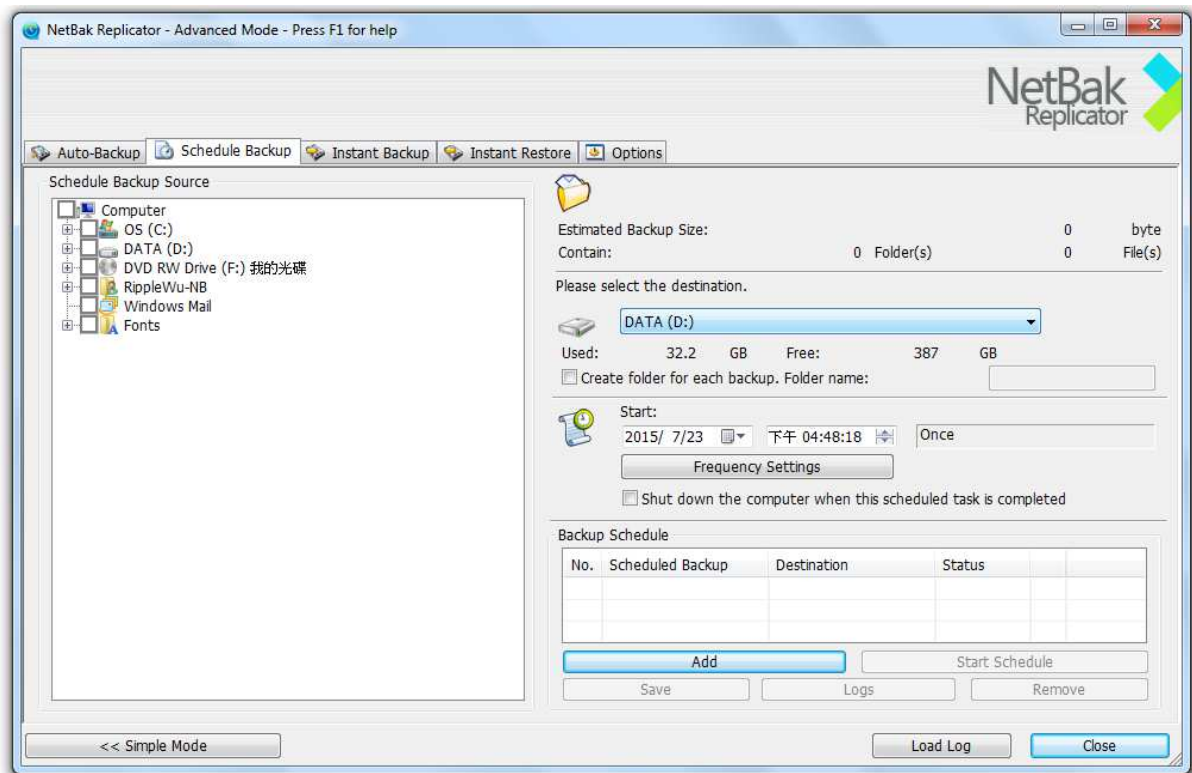 NetBak Replicator - Advanced Mode - Press F1 for help
NetBak
Replicator
Auto-Backup Schedule Backup Instant Backup Instant Restore Options
Schedule Backup Source
Computer
OS (C:)
DATA (D:)
DVD RW Drive (F:) 我的光碟
RippleWu-NB
Windows Mail
Fonts
Estimated Backup Size: 0 byte
Contain: 0 Folder(s) 0 File(s)
Please select the destination.
DATA (D:)
Used: 32.2 GB Free: 387 GB
Create folder for each backup. Folder name:
Start:
2015/ 7/23 下午 04:48:18 Once
Frequency Settings
Shut down the computer when this scheduled task is completed
Backup Schedule
No. Scheduled Backup Destination Status
Add Start Schedule
Save Logs Remove
<< Simple Mode Load Log Close